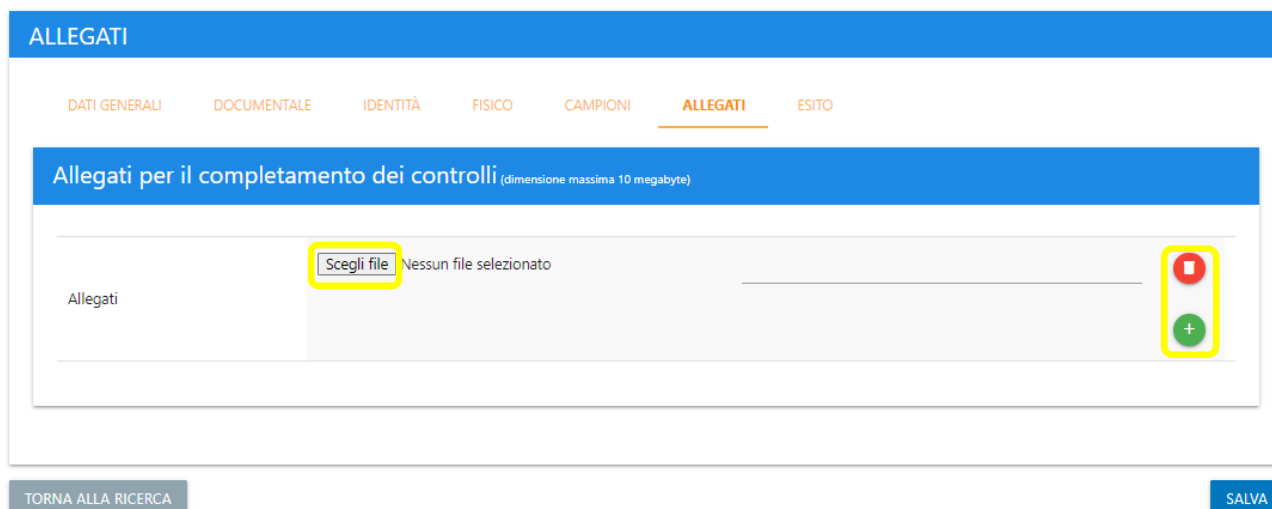 ALLEGATI
DATI GENERALI DOCUMENTALE IDENTITÀ FISICO CAMPIONI ALLEGATI ESITO
Allegati per il completamento dei controlli (dimensione massima 10 megabyte)
Scegli file Nessun file selezionato
Allegati
+
TORNA ALLA RICERCA SALVA